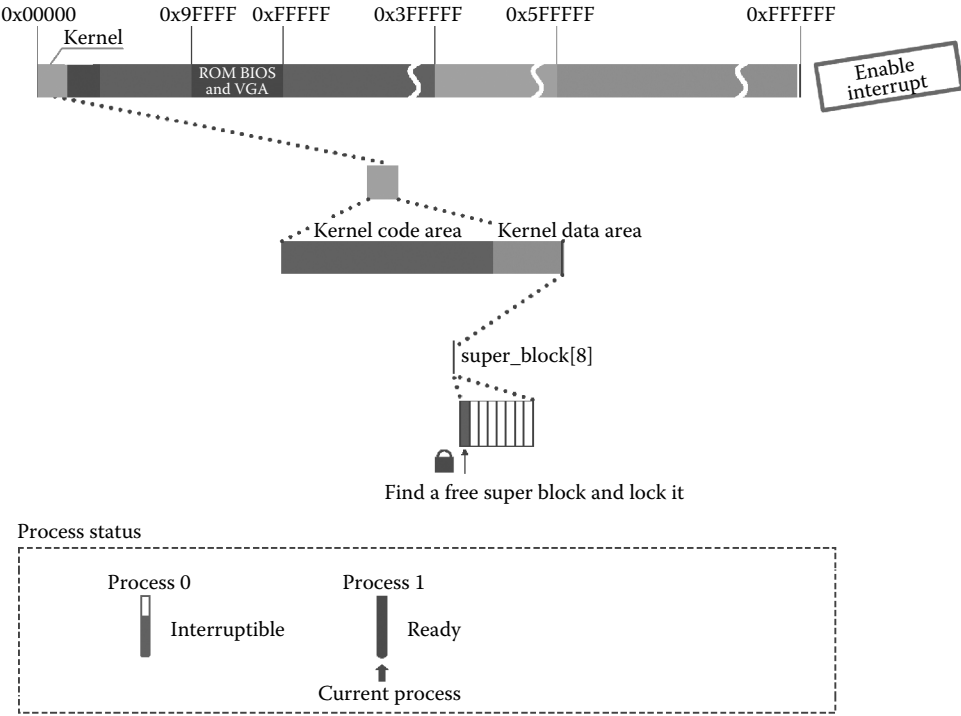 0x00000 0x9FFFF 0xFFFFF 0x3FFFFF 0x5FFFFF 0xFFFFFF
Kernel
ROM BIOS
and VGA
Enable
interrupt
Kernel code area
Kernel data area
super_block[8]
Find a free super block and lock it
Process status
Process 0
Process 1
Interruptible
Ready
Current process